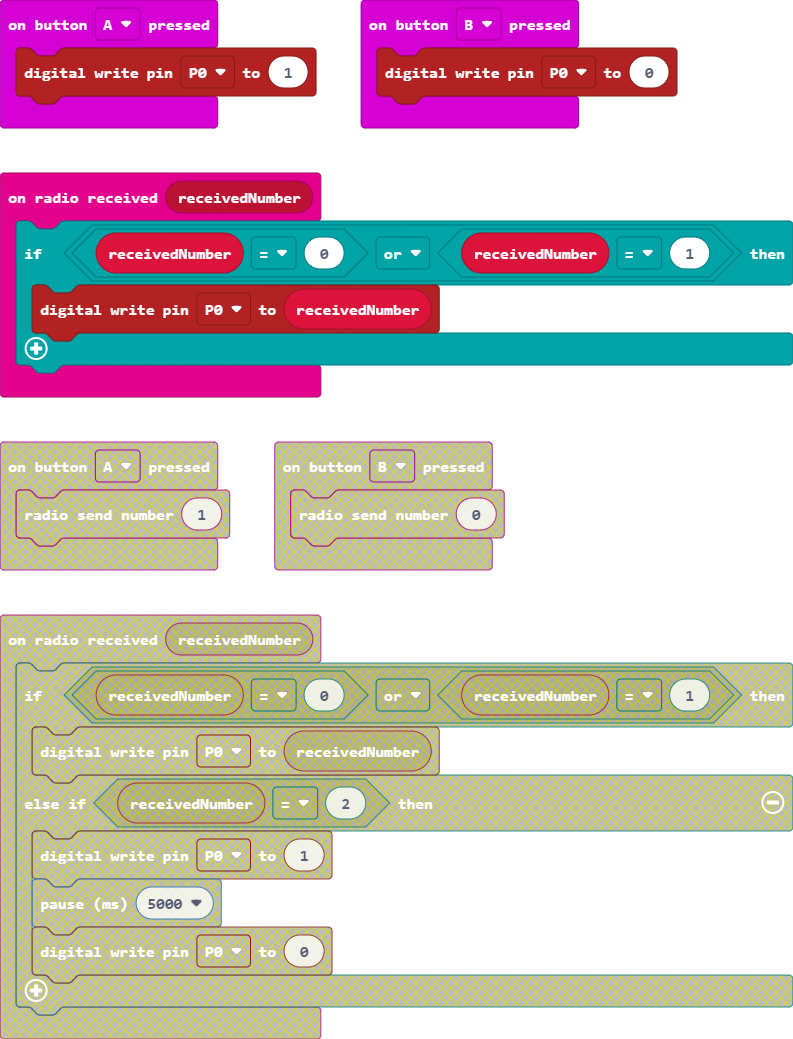 on button A pressed
digital write pin P0 to 1
on button B pressed
digital write pin P0 to 0
on radio received receivedNumber
if receivedNumber = 0 or receivedNumber = 1 then
digital write pin P0 to receivedNumber
on button A pressed
radio send number 1
on button B pressed
radio send number 0
on radio received receivedNumber
if receivedNumber = 0 or receivedNumber = 1 then
digital write pin P0 to receivedNumber
else if receivedNumber = 2 then
digital write pin P0 to 1
pause (ms) 5000
digital write pin P0 to 0